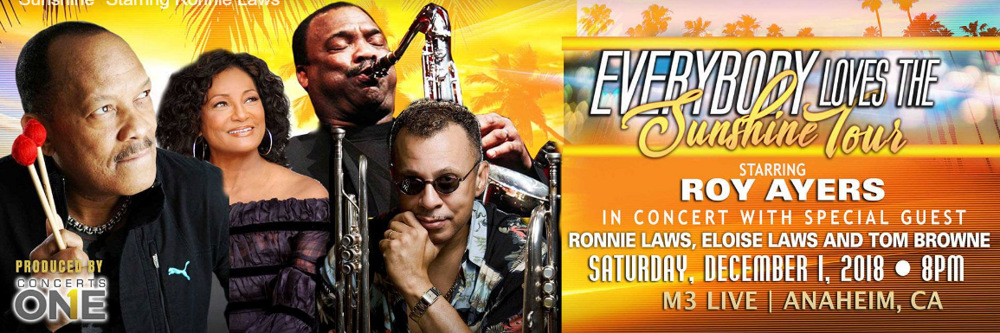 Sunshine" Starring Ronnie Laws
PRODUCED BY
CONCERTS
ON1E
EVERYBODY LOVES THE
Sunshine Tour
STARRING
ROY AYERS
IN CONCERT WITH SPECIAL GUEST
RONNIE LAWS, ELOISE LAWS AND TOM BROWNE
SATURDAY, DECEMBER 1, 2018 ● 8PM
M3 LIVE | ANAHEIM, CA